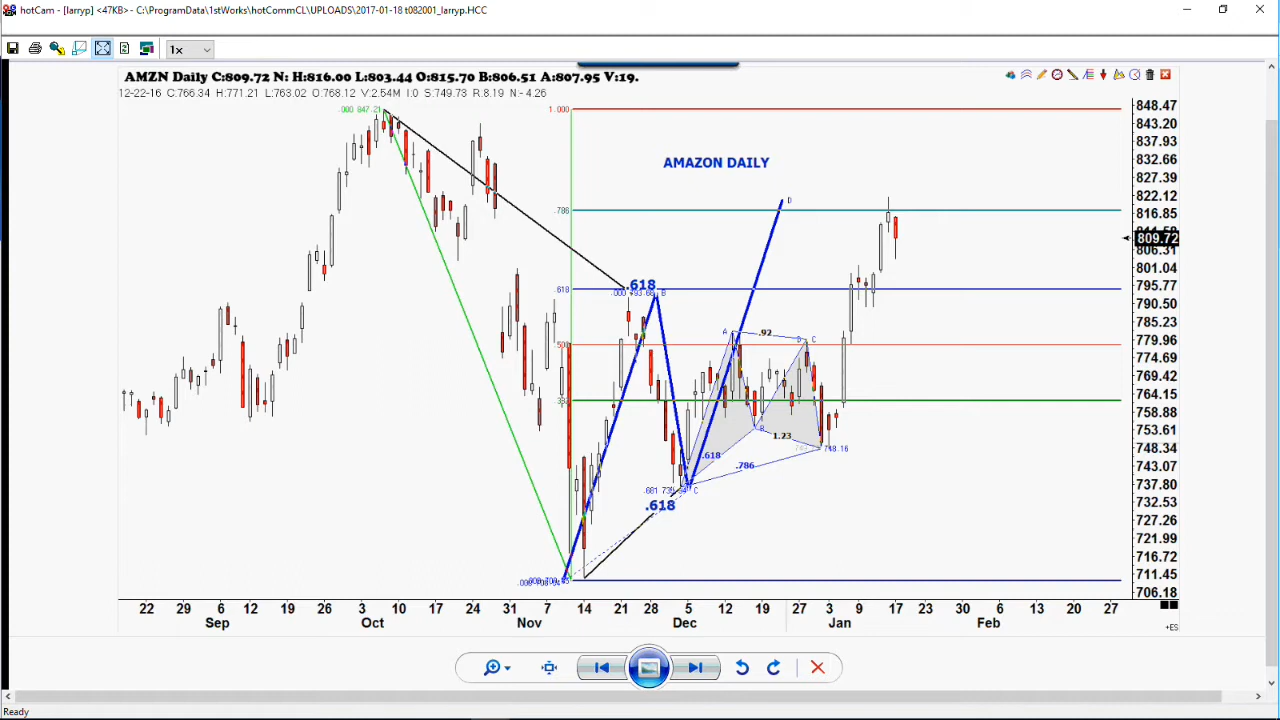 hotCam - [larryp] <47KB> - C:\ProgramData\1stWorks\hotCommCL\UPLOADS\2017-01-18 t082001_larryp.HCC
1x
AMZN Daily C:809.72 N: H:816.00 L:803.44 O:815.70 B:806.51 A:807.95 V:19.
12-22-16 C:766.34 H:771.21 L:763.02 O:768.12 V:2.54M I:0 S:749.73 R:8.19 N:- 4.26
848.47
.000 847.21
1.000
843.20
837.93
AMAZON DAILY
832.66
827.39
822.12
D
.786
816.85
809.72
806.31
801.04
.618
.618
B
795.77
790.50
785.23
A
.92
D
C
779.96
774.69
769.42
764.15
758.88
B
1.23
753.61
748.16
748.34
.618
.786
743.07
C
737.80
.618
732.53
727.26
721.99
716.72
711.45
706.18
22 29 6 12 19 26 3 10 17 24 31 7 14 21 28 5 12 19 27 3 9 17 23 30 6 13 20 27
Sep Oct Nov Dec Jan Feb
+ES
Ready